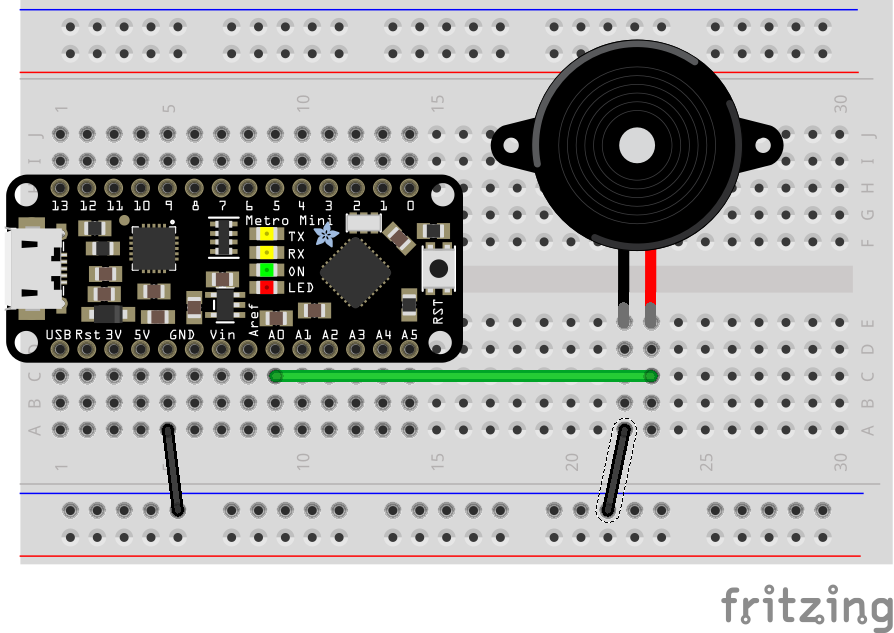 1 5 10 15 30
J J
I I
H
G
F
13 12 11 10 9 8 7 6 5 4 3 2 1 0
Metro Mini
TX
RX
ON
LED
RST
Aref
USB Rst 3V 5V GND Vin A0 A1 A2 A3 A4 A5
E
D
C C
B B
A A
1 10 15 20 25 30
fritzing